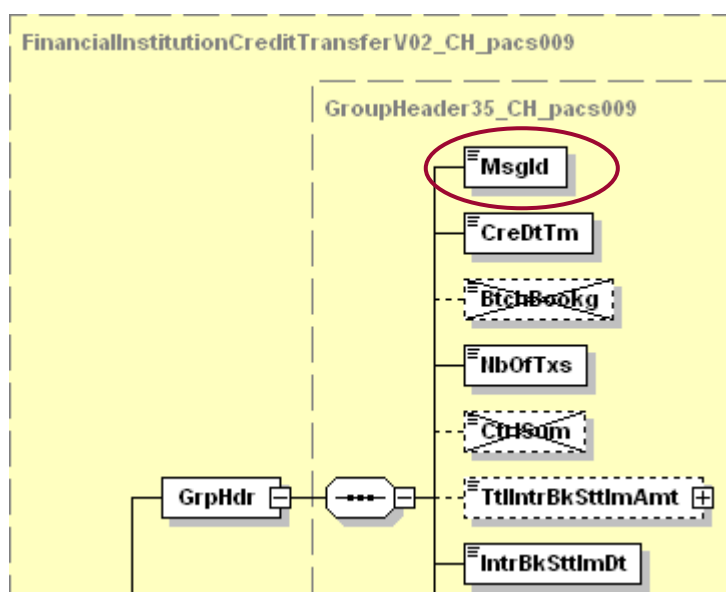 FinancialInstitutionCreditTransferV02_CH_pacs009
GroupHeader35_CH_pacs009
MsgId
CreDtTm
BtchBookg
NbOfTxs
CtrlSum
GrpHdr
TtlIntrBkSttlmAmt
IntrBkSttlmDt